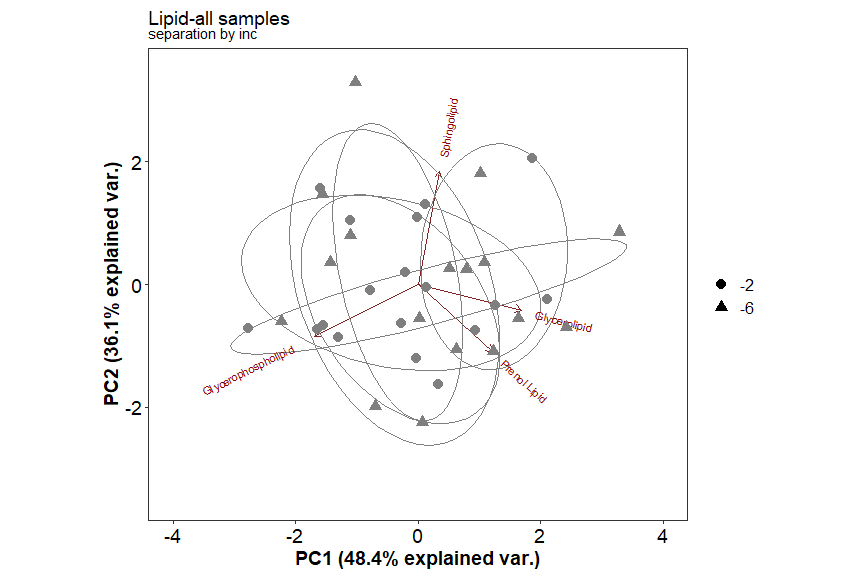 Lipid-all samples
separation by inc
PC2 (36.1% explained var.)
2
0
-2
Sphingolipid
Glycerolipid
Prenol Lipid
Glycerophospholipid
-2
-6
-4
-2
0
2
4
PC1 (48.4% explained var.)